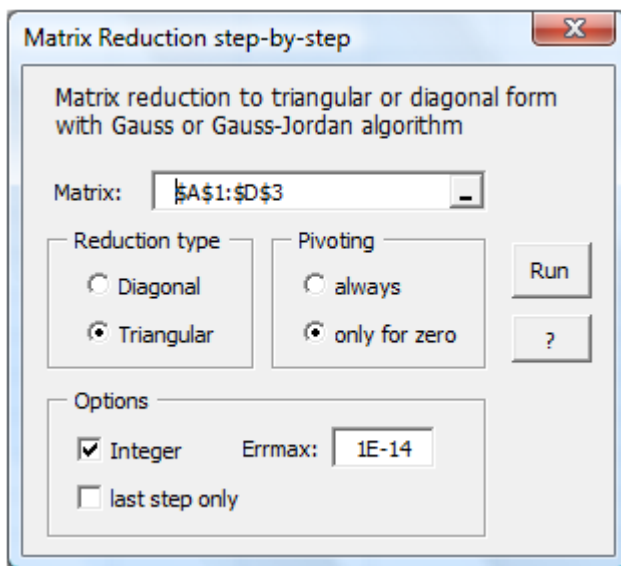 Matrix Reduction step-by-step
Matrix reduction to triangular or diagonal form
with Gauss or Gauss-Jordan algorithm
Matrix: $A$1:$D$3
Reduction type
Diagonal
Triangular
Pivoting
always
only for zero
Run
?
Options
Integer Errmax: 1E-14
last step only